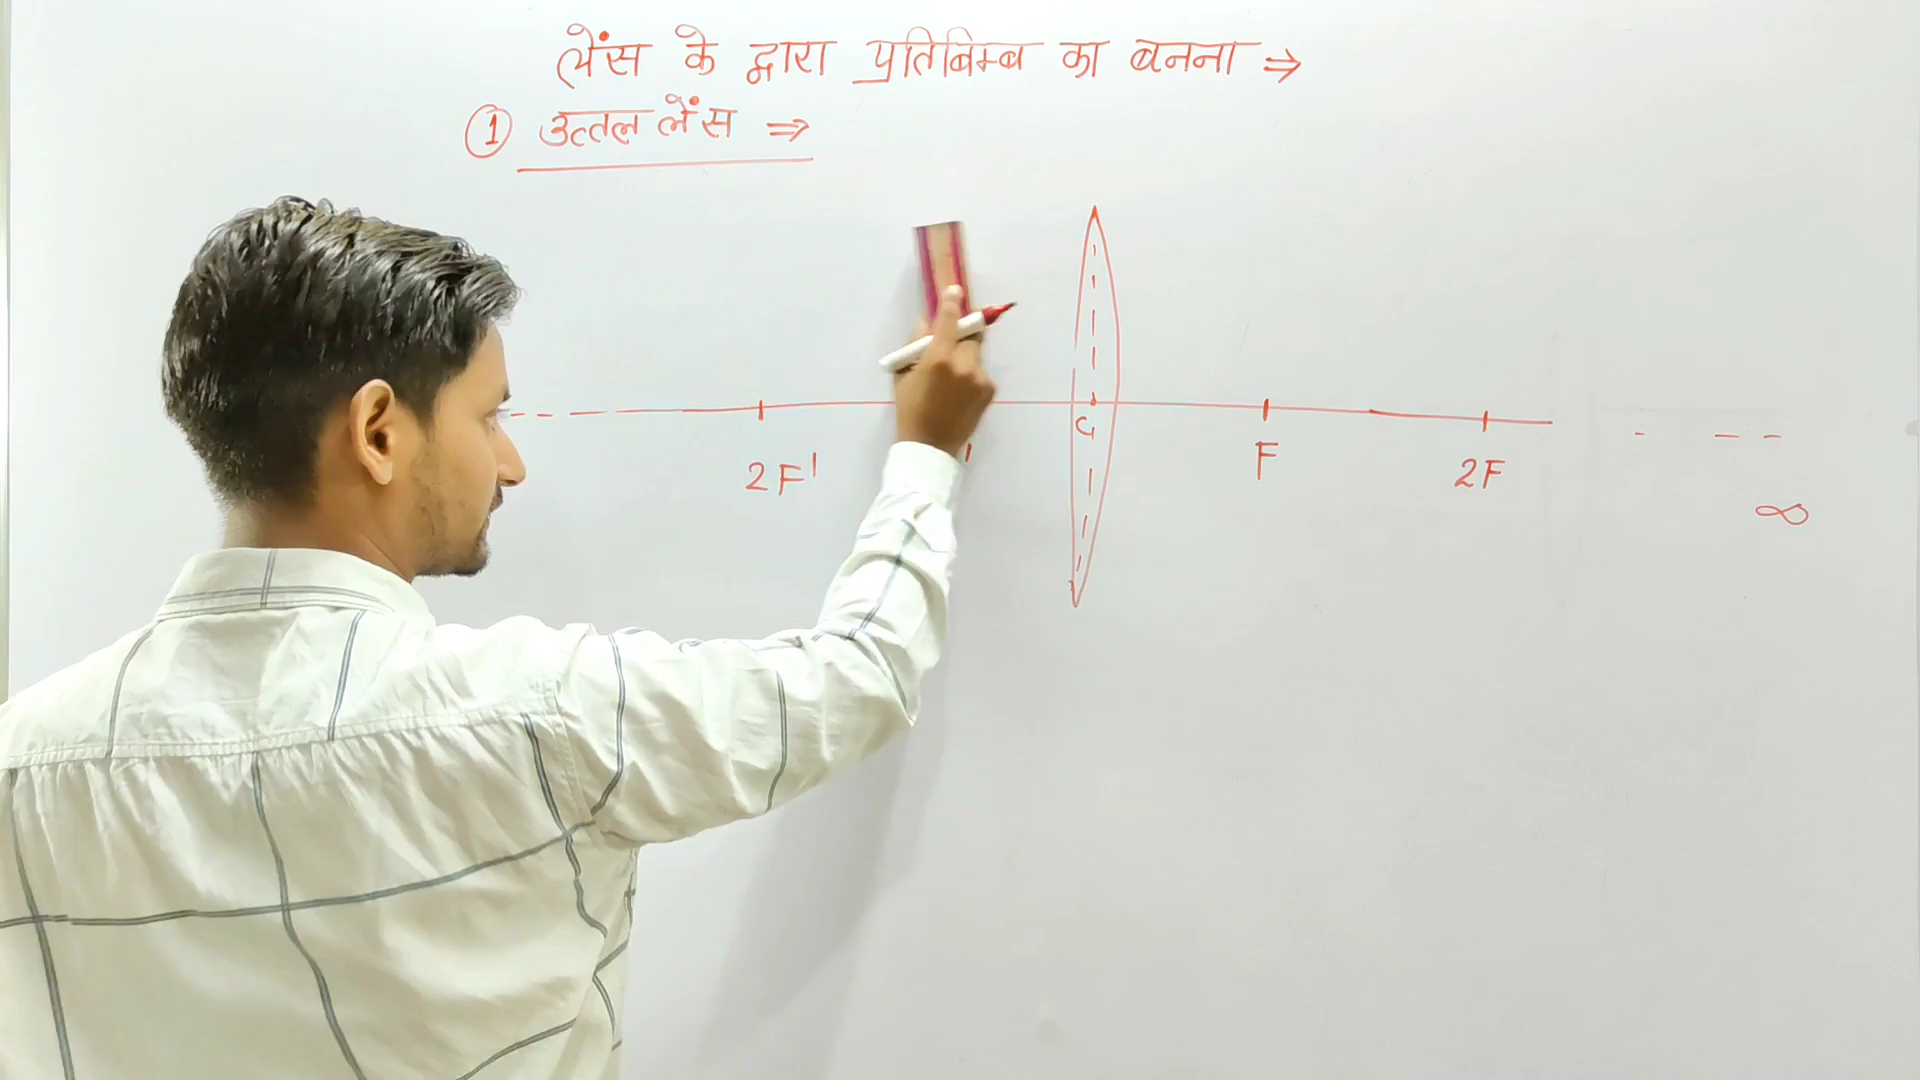 लेंस के द्वारा प्रतिबिम्ब का बनना ⇒
① उत्तल लेंस ⇒
2F' C F 2F
∞